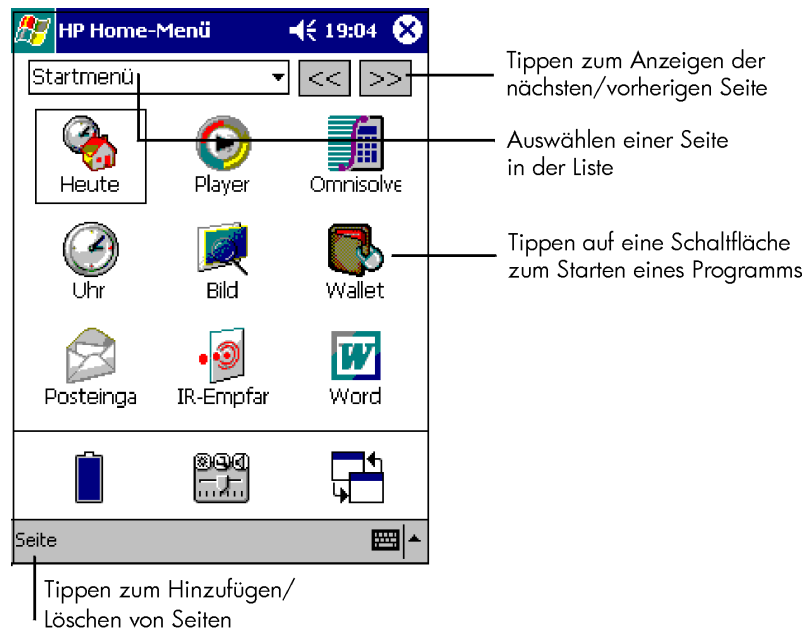 HP Home-Menü 19:04
Startmenü << >>
Tippen zum Anzeigen der
nächsten/vorherigen Seite
Auswählen einer Seite
in der Liste
Heute Player Omnisolve
Tippen auf eine Schaltfläche
zum Starten eines Programms
Uhr Bild Wallet
Posteinga IR-Empfar Word
Seite
Tippen zum Hinzufügen/
Löschen von Seiten